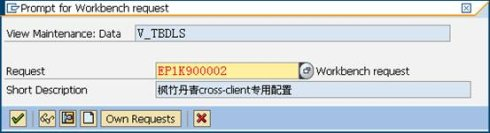 Prompt for Workbench request
View Maintenance: Data V_TBDLS
Request EP1K900002 Workbench request
Short Description 枫竹丹青cross-client专用配置
Own Requests